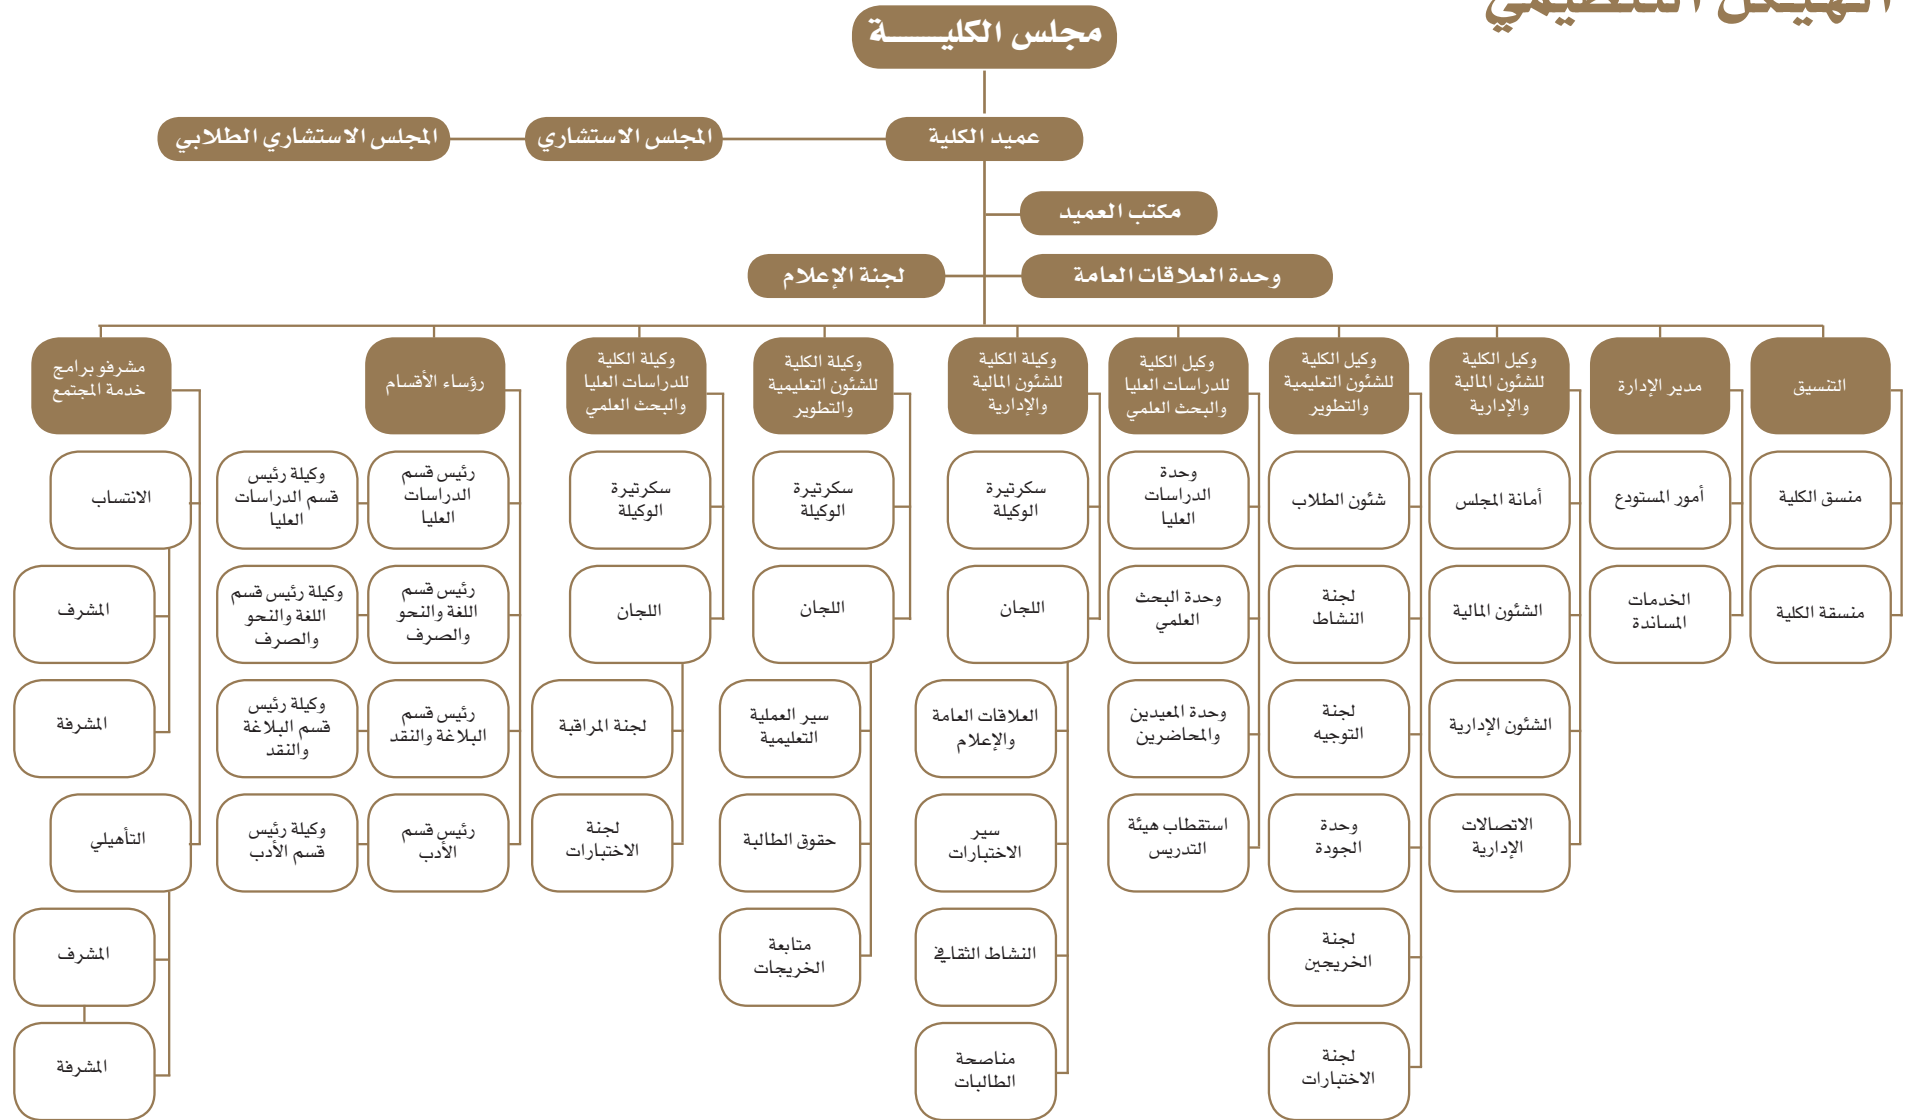 الهيكل التنظيمي
مجلس الكليـــــــة
عميد الكلية
المجلس الاستشاري
المجلس الاستشاري الطلابي
مكتب العميد
وحدة العلاقات العامة
لجنة الإعلام
التنسيق
مدير الإدارة
وكيل الكلية
للشئون المالية
والإدارية
وكيل الكلية
للشئون التعليمية
والتطوير
وكيل الكلية
للدراسات العليا
والبحث العلمي
وكيلة الكلية
للشئون المالية
والإدارية
وكيلة الكلية
للشئون التعليمية
والتطوير
وكيلة الكلية
للدراسات العليا
والبحث العلمي
رؤساء الأقسام
مشرفو برامج
خدمة المجتمع
منسق الكلية
منسقة الكلية
أمور المستودع
الخدمات
المساندة
أمانة المجلس
الشئون المالية
الشئون الإدارية
الاتصالات
الإدارية
شئون الطلاب
لجنة
النشاط
لجنة
التوجيه
وحدة
الجودة
لجنة
الخريجين
لجنة
الاختبارات
وحدة
الدراسات
العليا
وحدة البحث
العلمي
وحدة المعيدين
والمحاضرين
استقطاب هيئة
التدريس
سكرتيرة
الوكيلة
اللجان
العلاقات العامة
والإعلام
سير
الاختبارات
النشاط الثقافي
مناصحة
الطالبات
سكرتيرة
الوكيلة
اللجان
سير العملية
التعليمية
حقوق الطالبة
متابعة
الخريجات
سكرتيرة
الوكيلة
اللجان
لجنة المراقبة
لجنة
الاختبارات
رئيس قسم
الدراسات
العليا
وكيلة رئيس
قسم الدراسات
العليا
رئيس قسم
اللغة والنحو
والصرف
وكيلة رئيس قسم
اللغة والنحو
والصرف
رئيس قسم
البلاغة والنقد
وكيلة رئيس
قسم البلاغة
والنقد
رئيس قسم
الأدب
وكيلة رئيس
قسم الأدب
الانتساب
المشرف
المشرفة
التأهيلي
المشرف
المشرفة